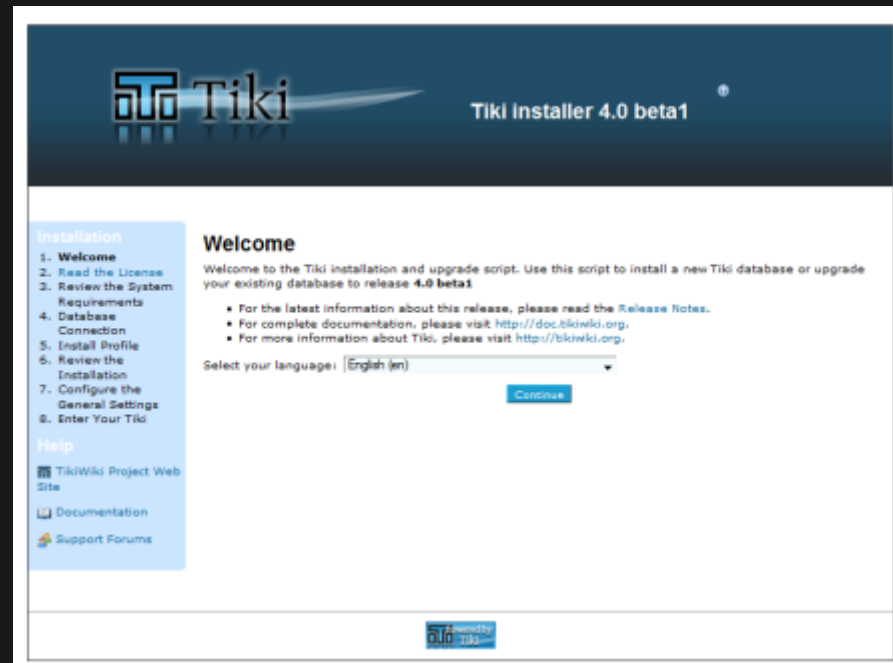 Tiki
Tiki installer 4.0 beta1
Installation
1. Welcome
2. Read the License
3. Review the System
Requirements
4. Database
Connection
5. Install Profile
6. Review the
Installation
7. Configure the
General Settings
8. Enter Your Tiki
Help
TikiWiki Project Web
Site
Documentation
Support Forums
Welcome
Welcome to the Tiki installation and upgrade script. Use this script to install a new Tiki database or upgrade
your existing database to release 4.0 beta1
• For the latest information about this release, please read the Release Notes.
• For complete documentation, please visit http://doc.tikiwiki.org.
• For more information about Tiki, please visit http://tikiwiki.org.
Select your language: English (en)
Continue
Powered by
Tiki